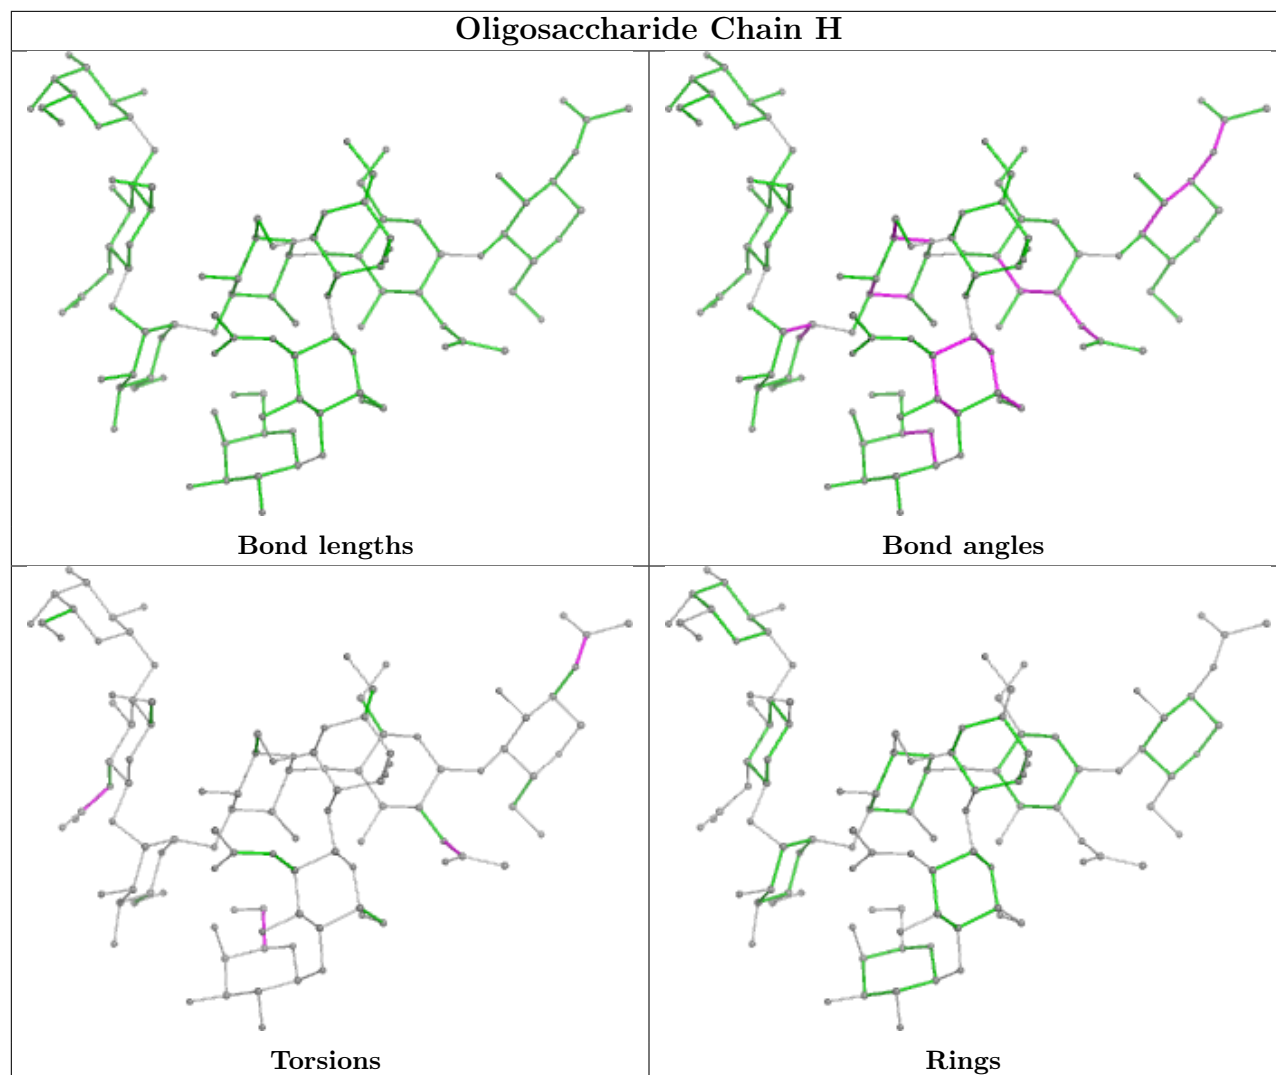 Oligosaccharide Chain H
Bond lengths
Bond angles
Torsions
Rings